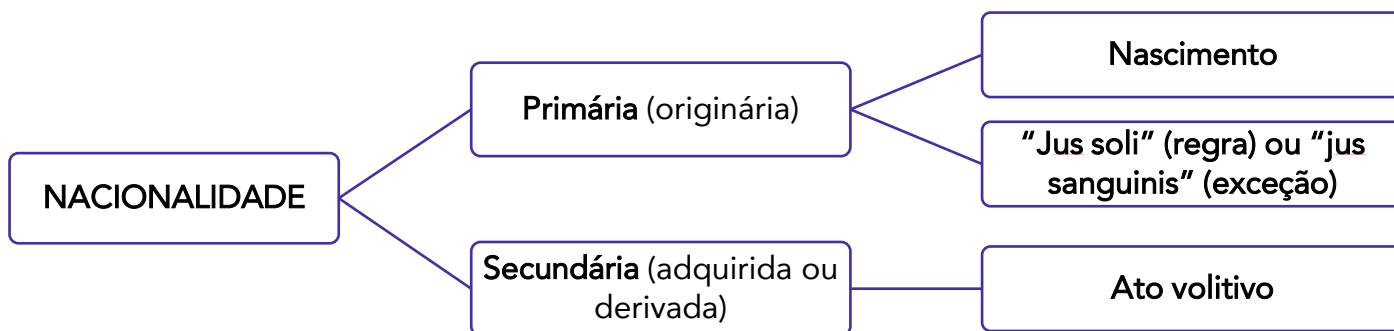 NACIONALIDADE
Primária (originária)
Nascimento
“Jus soli” (regra) ou “jus
sanguinis” (exceção)
Secundária (adquirida ou
derivada)
Ato volitivo